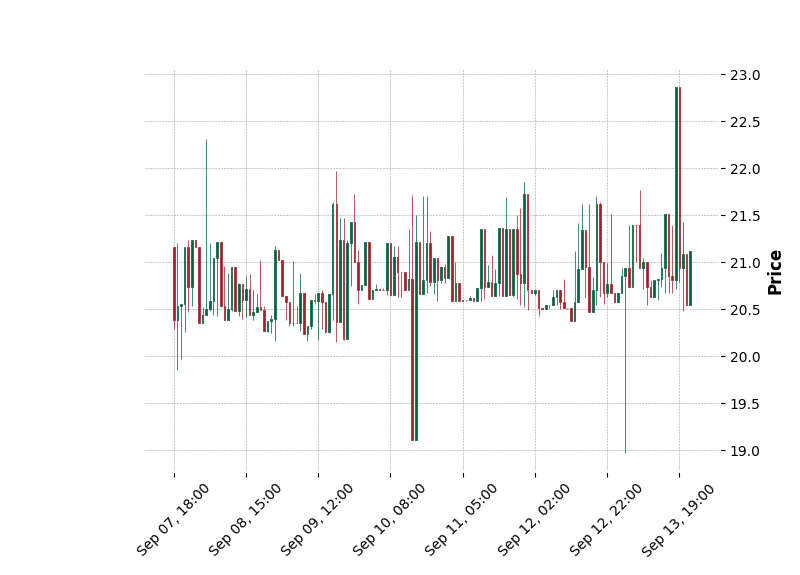 23.0
22.5
22.0
21.5
21.0
20.5
20.0
19.5
19.0
Price
Sep 07, 18:00
Sep 08, 15:00
Sep 09, 12:00
Sep 10, 08:00
Sep 11, 05:00
Sep 12, 02:00
Sep 12, 22:00
Sep 13, 19:00